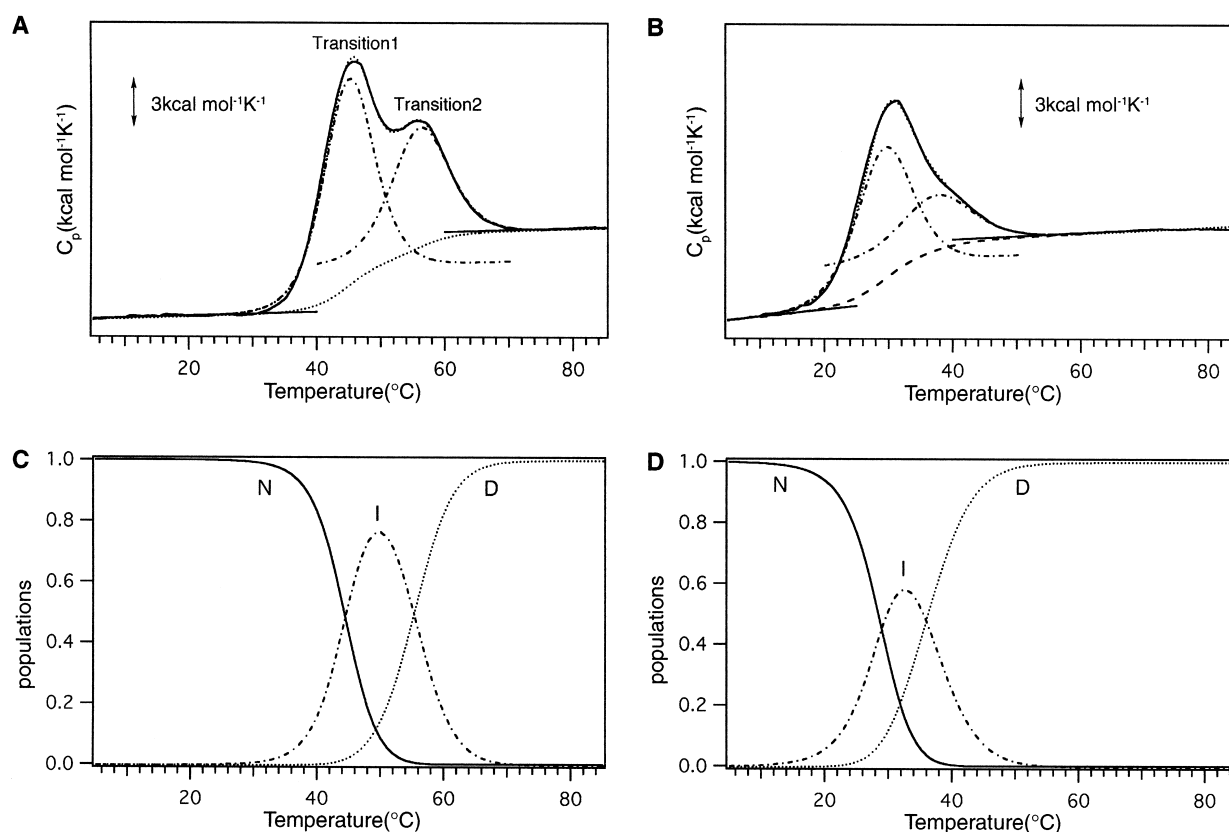 A
Transition1
3kcal mol-1K-1
Transition2
Cp(kcal mol-1K-1)
20 40 60 80
Temperature(°C)
B
3kcal mol-1K-1
Cp(kcal mol-1K-1)
20 40 60 80
Temperature(°C)
C
1.0
N
D
I
0.8
0.6
0.4
0.2
0.0
populations
20 40 60 80
Temperature(°C)
D
1.0
N
D
I
0.8
0.6
0.4
0.2
0.0
populations
20 40 60 80
Temperature(°C)